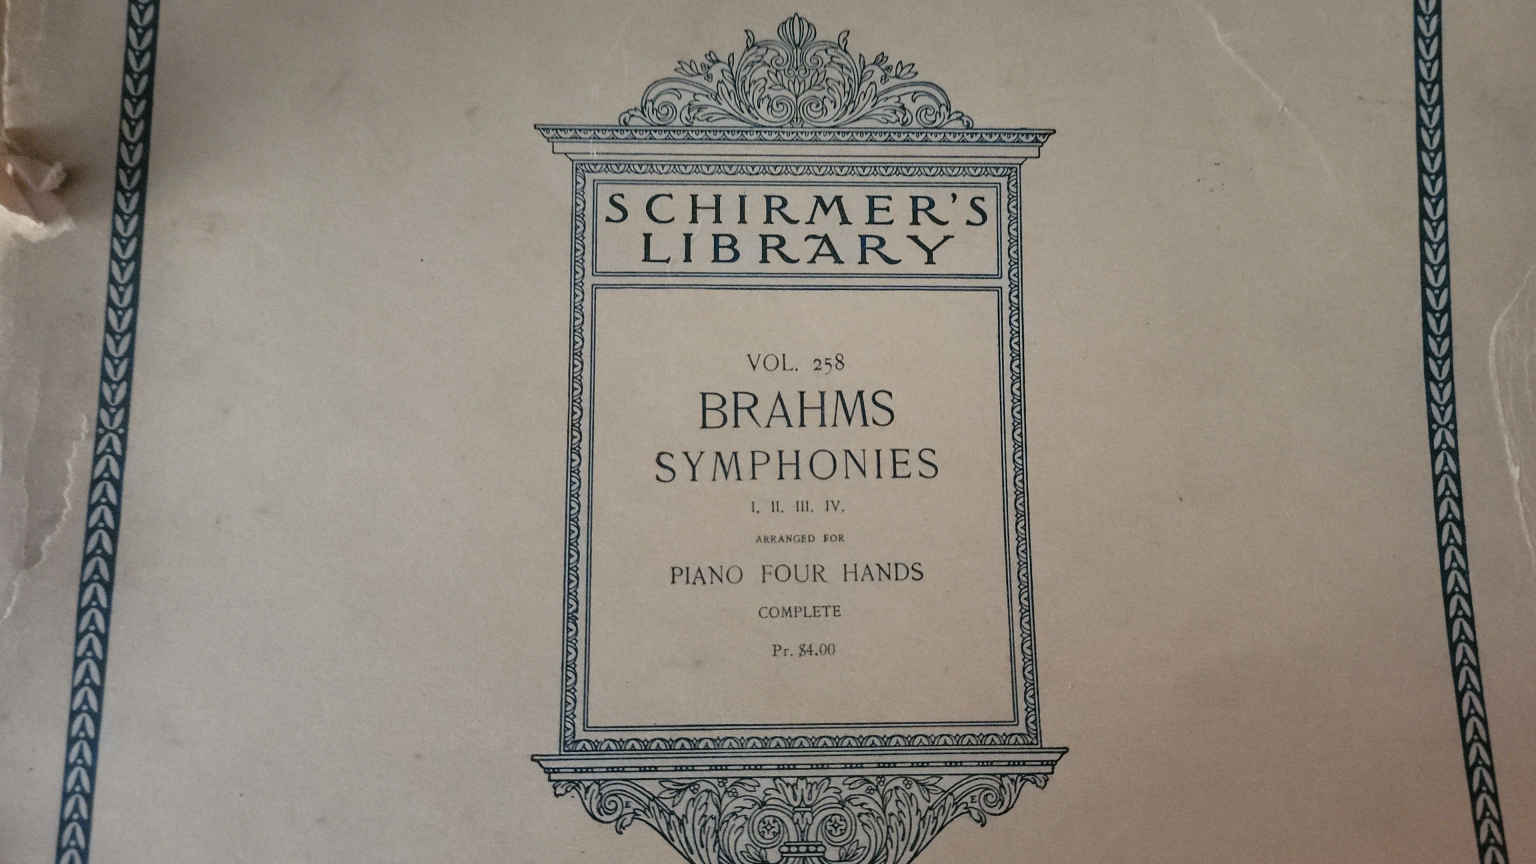 SCHIRMER'S
LIBRARY
VOL. 258
BRAHMS
SYMPHONIES
I. II. III. IV.
ARRANGED FOR
PIANO FOUR HANDS
COMPLETE
Pr. $4.00